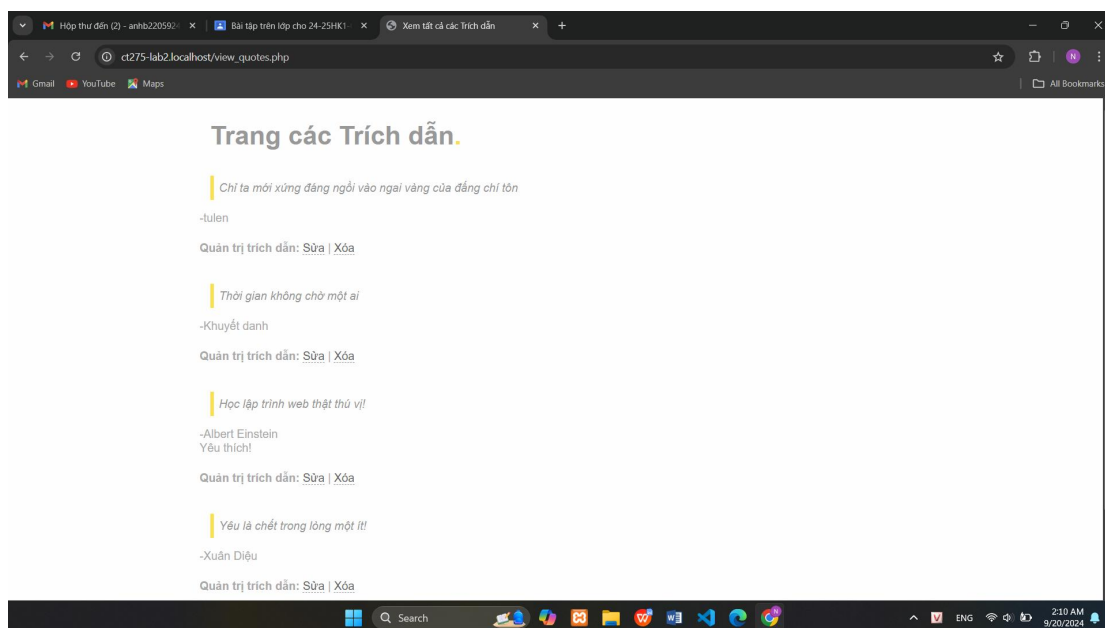 Hộp thư đến (2) - anhb220592
Bài tập trên lớp cho 24-25HK1-
Xem tất cả các Trích dẫn
ct275-lab2.localhost/view_quotes.php
N
Gmail
YouTube
Maps
All Bookmarks
Trang các Trích dẫn.
Chỉ ta mới xứng đáng ngồi vào ngai vàng của đấng chí tôn
-tulen
Quản trị trích dẫn: Sửa | Xóa
Thời gian không chờ một ai
-Khuyết danh
Quản trị trích dẫn: Sửa | Xóa
Học lập trình web thật thú vị!
-Albert Einstein
Yêu thích!
Quản trị trích dẫn: Sửa | Xóa
Yêu là chết trong lòng một ít!
-Xuân Diệu
Quản trị trích dẫn: Sửa | Xóa
Search
V
ENG
2:10 AM
9/20/2024